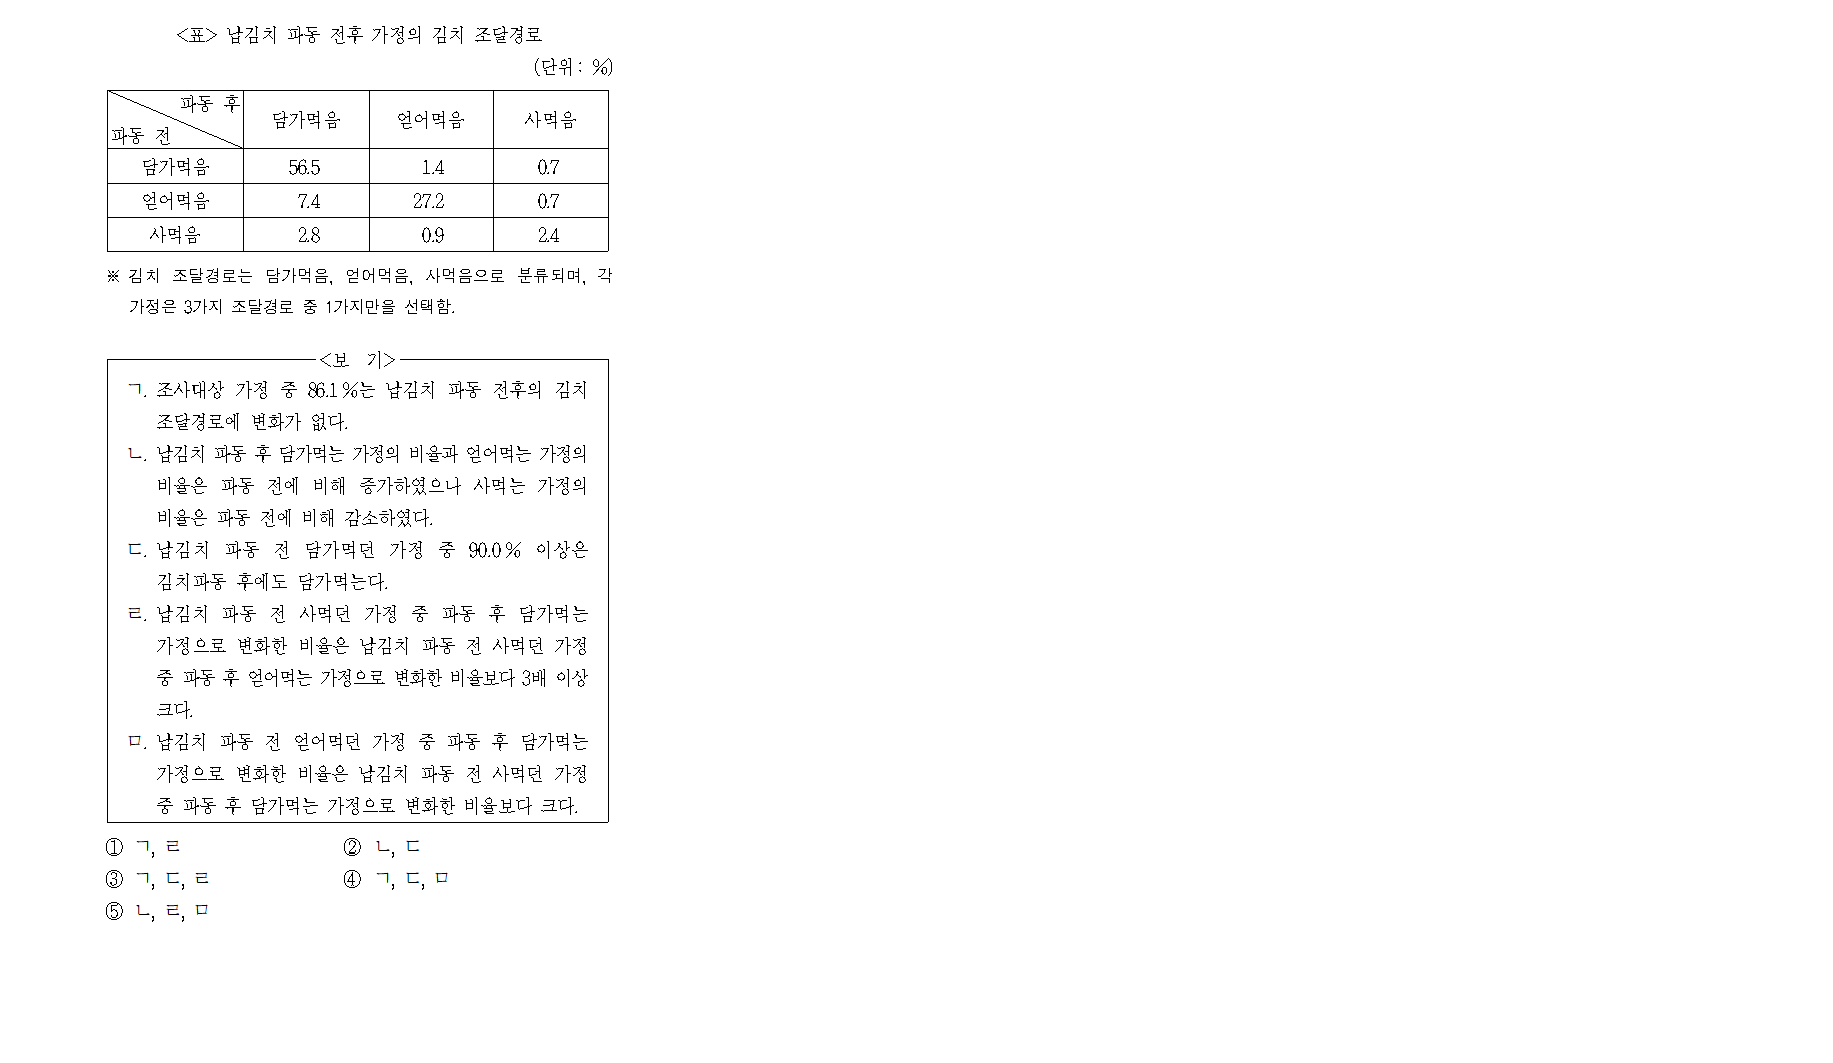 <표> 납김치 파동 전후 가정의 김치 조달경로
(단위: %)
파동 후
파동 전
담가먹음 얻어먹음 사먹음
담가먹음 56.5 1.4 0.7
얻어먹음 7.4 27.2 0.7
사먹음 2.8 0.9 2.4
※ 김치 조달경로는 담가먹음, 얻어먹음, 사먹음으로 분류되며, 각
가정은 3가지 조달경로 중 1가지만을 선택함.
<보 기>
ㄱ. 조사대상 가정 중 86.1%는 납김치 파동 전후의 김치
조달경로에 변화가 없다.
ㄴ. 납김치 파동 후 담가먹는 가정의 비율과 얻어먹는 가정의
비율은 파동 전에 비해 증가하였으나 사먹는 가정의
비율은 파동 전에 비해 감소하였다.
ㄷ. 납김치 파동 전 담가먹던 가정 중 90.0% 이상은
김치파동 후에도 담가먹는다.
ㄹ. 납김치 파동 전 사먹던 가정 중 파동 후 담가먹는
가정으로 변화한 비율은 납김치 파동 전 사먹던 가정
중 파동 후 얻어먹는 가정으로 변화한 비율보다 3배 이상
크다.
ㅁ. 납김치 파동 전 얻어먹던 가정 중 파동 후 담가먹는
가정으로 변화한 비율은 납김치 파동 전 사먹던 가정
중 파동 후 담가먹는 가정으로 변화한 비율보다 크다.
① ㄱ, ㄹ ② ㄴ, ㄷ
③ ㄱ, ㄷ, ㄹ ④ ㄱ, ㄷ, ㅁ
⑤ ㄴ, ㄹ, ㅁ